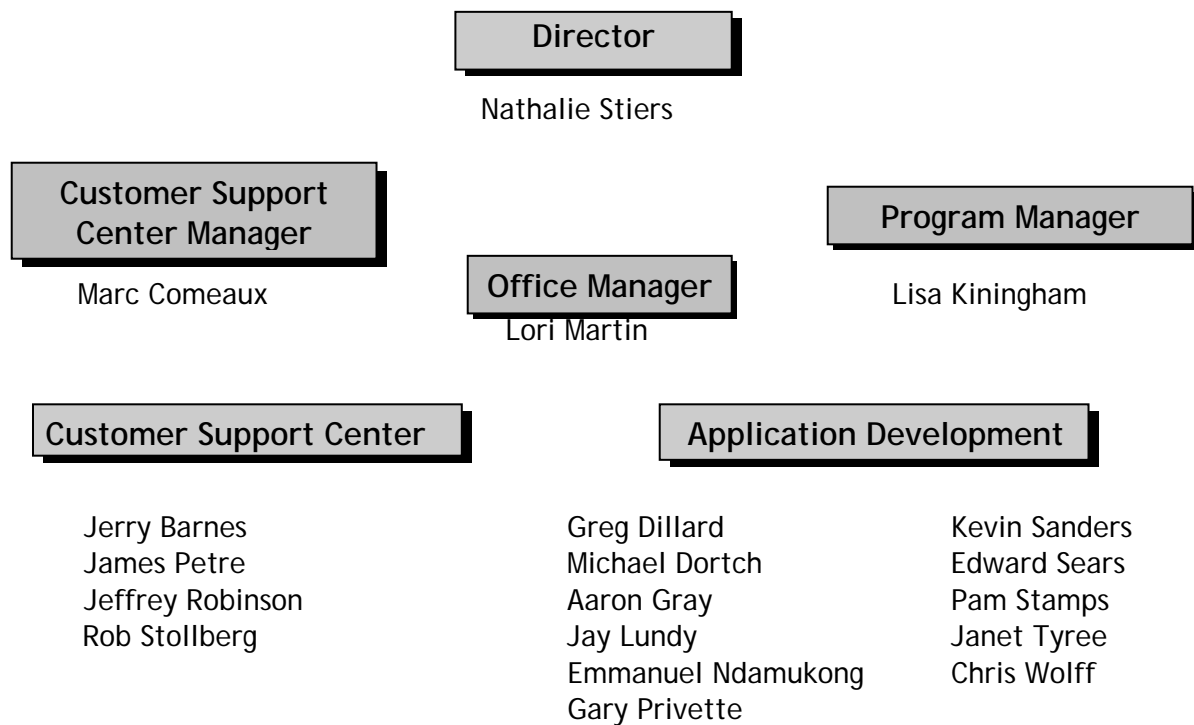 Director
Nathalie Stiers
Customer Support
Center Manager
Marc Comeaux
Office Manager
Lori Martin
Program Manager
Lisa Kiningham
Customer Support Center
Jerry Barnes
James Petre
Jeffrey Robinson
Rob Stollberg
Application Development
Greg Dillard
Michael Dortch
Aaron Gray
Jay Lundy
Emmanuel Ndamukong
Gary Privette
Kevin Sanders
Edward Sears
Pam Stamps
Janet Tyree
Chris Wolff